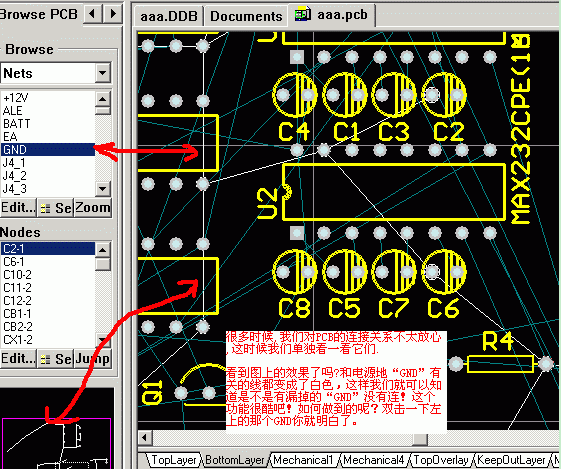 Browse PCB
aaa.DDB
Documents
aaa.pcb
Browse
Nets
+12V
ALE
BATT
EA
GND
J4_1
J4_2
J4_3
Edit...
Se
Zoom
Nodes
C2-1
C6-1
C10-2
C11-2
C12-2
CB1-1
CB2-2
CX1-2
Edit...
Se
Jump
C4
C1
C3
C2
U2
C8
C5
C7
C6
R4
Q1
很多时候,我们对PCB的连接关系不太放心
,这时候我们单独看一看它们.
看到图上的效果了吗?和电源地“GND”有
关的线都变成了白色，这样我们就可以知
道是不是有漏掉的“GND”没有连！这个
功能很酷吧！如何做到的呢？双击一下左
上的那个GND你就明白了。
TopLayer
BottomLayer
Mechanical1
Mechanical4
TopOverlay
KeepOutLayer